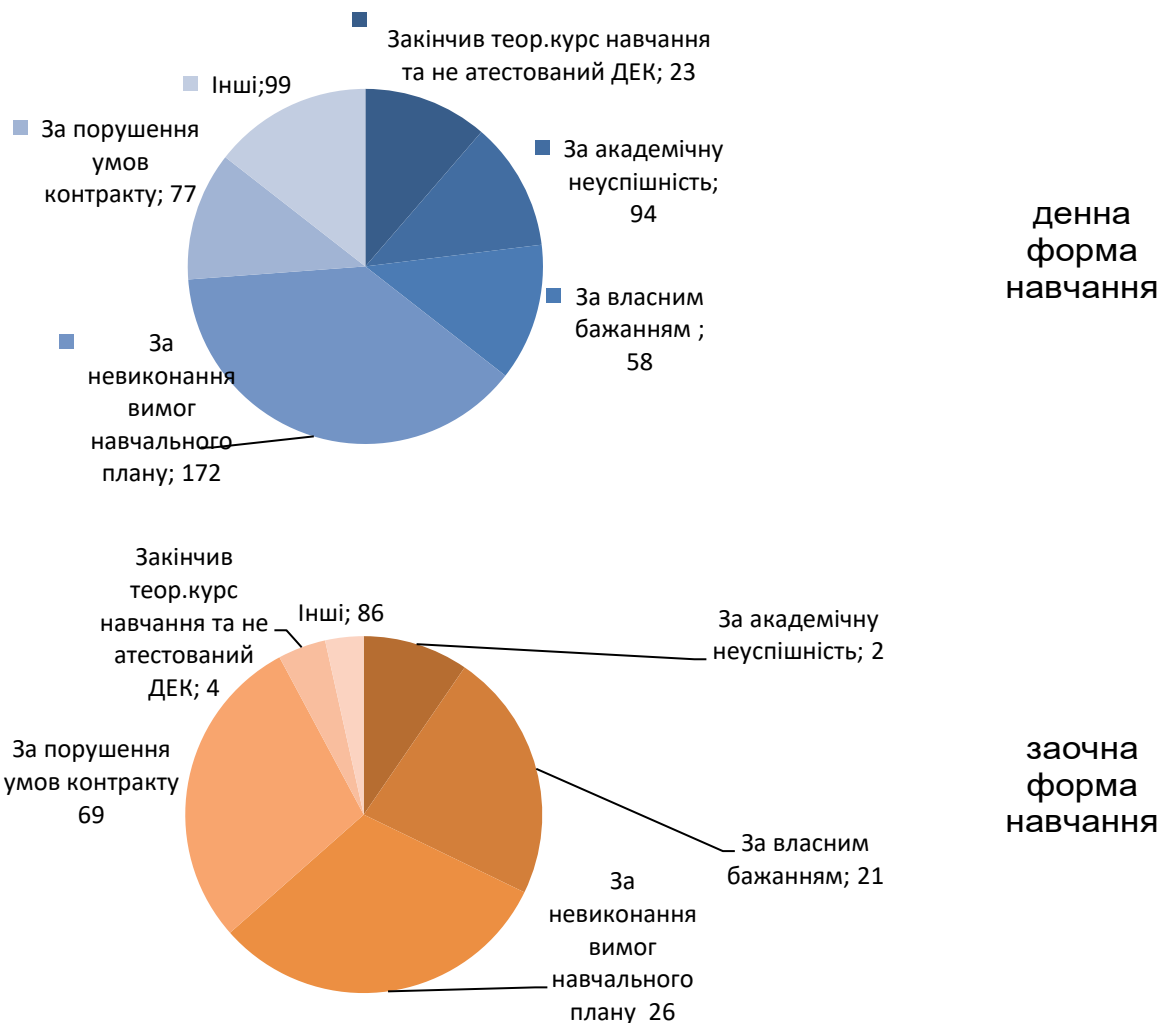 Закінчив теор.курс навчання
та не атестований ДЕК; 23
Інші;99
За порушення
умов
контракту; 77
За академічну
неуспішність;
94
За власним
бажанням ;
58
За
невиконання
вимог
навчального
плану; 172
денна
форма
навчання
Закінчив
теор.курс
навчання та не
атестований
ДЕК; 4
Інші; 86
За академічну
неуспішність; 2
За порушення
умов контракту
69
За власним
бажанням; 21
За
невиконання
вимог
навчального
плану 26
заочна
форма
навчання